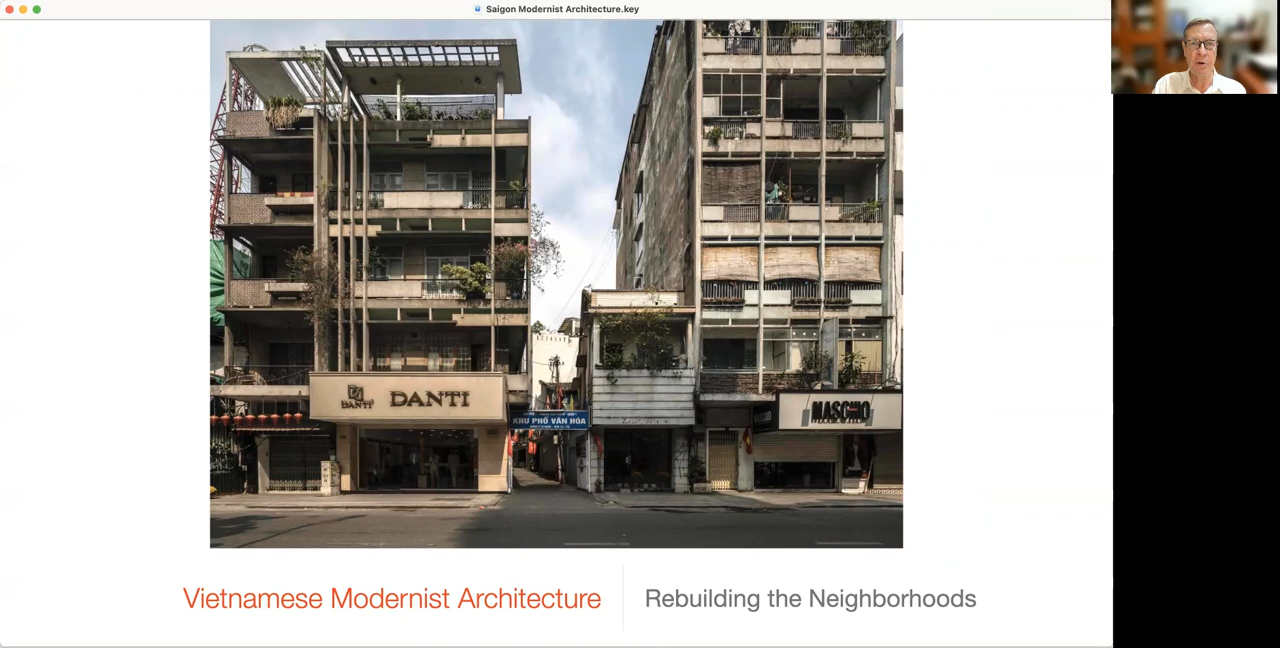 Saigon Modernist Architecture.key
DANTI
DANTI
KHU PHỐ VĂN HÓA
MASCHIO
Vietnamese Modernist Architecture
Rebuilding the Neighborhoods